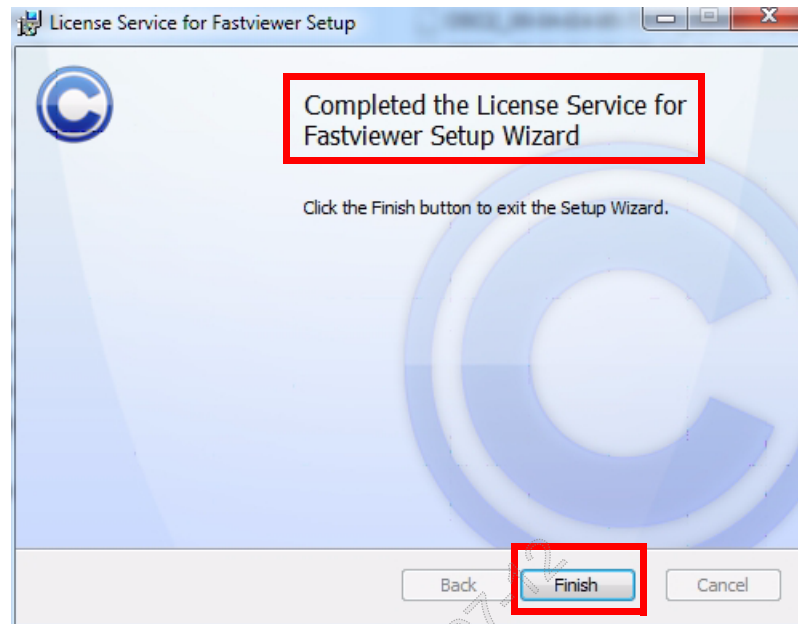 License Service for Fastviewer Setup
Completed the License Service for
Fastviewer Setup Wizard
Click the Finish button to exit the Setup Wizard.
Back
Finish
Cancel